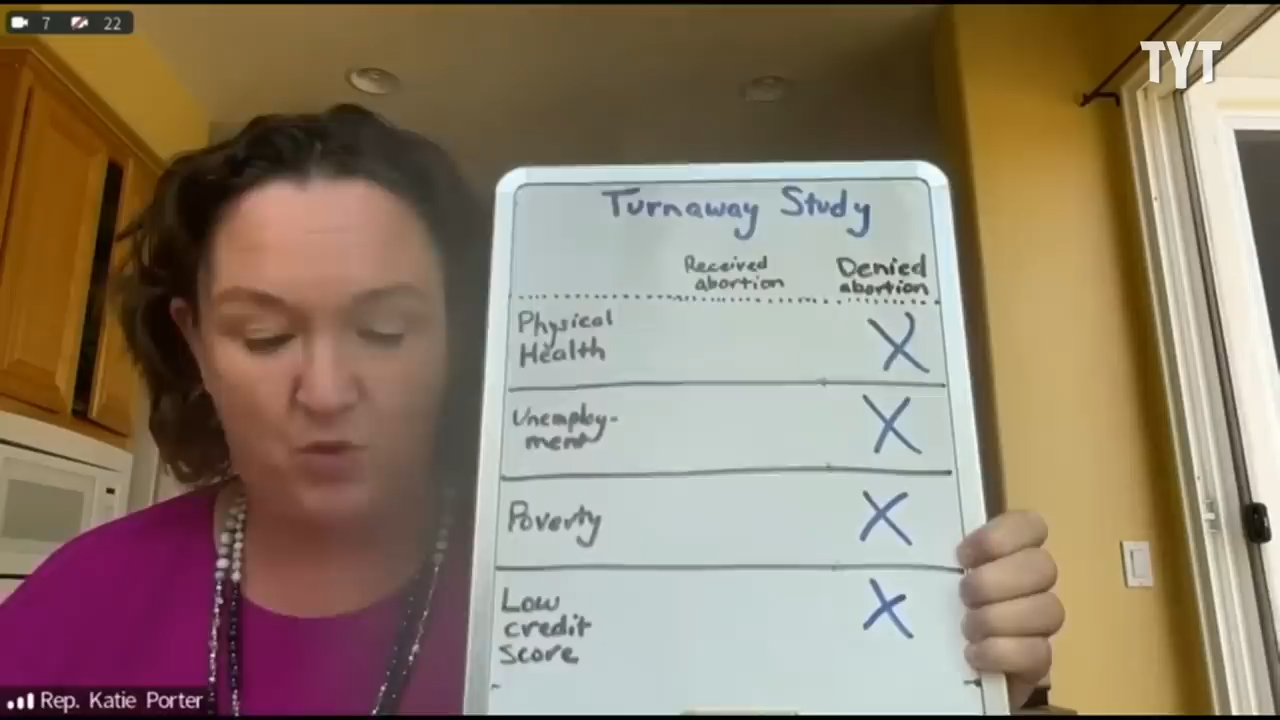 7 22
TYT
Turnaway Study
Received
abortion
Denied
abortion
Physical
Health
Unemploy-
ment
Poverty
Low
credit
Score
Rep. Katie Porter